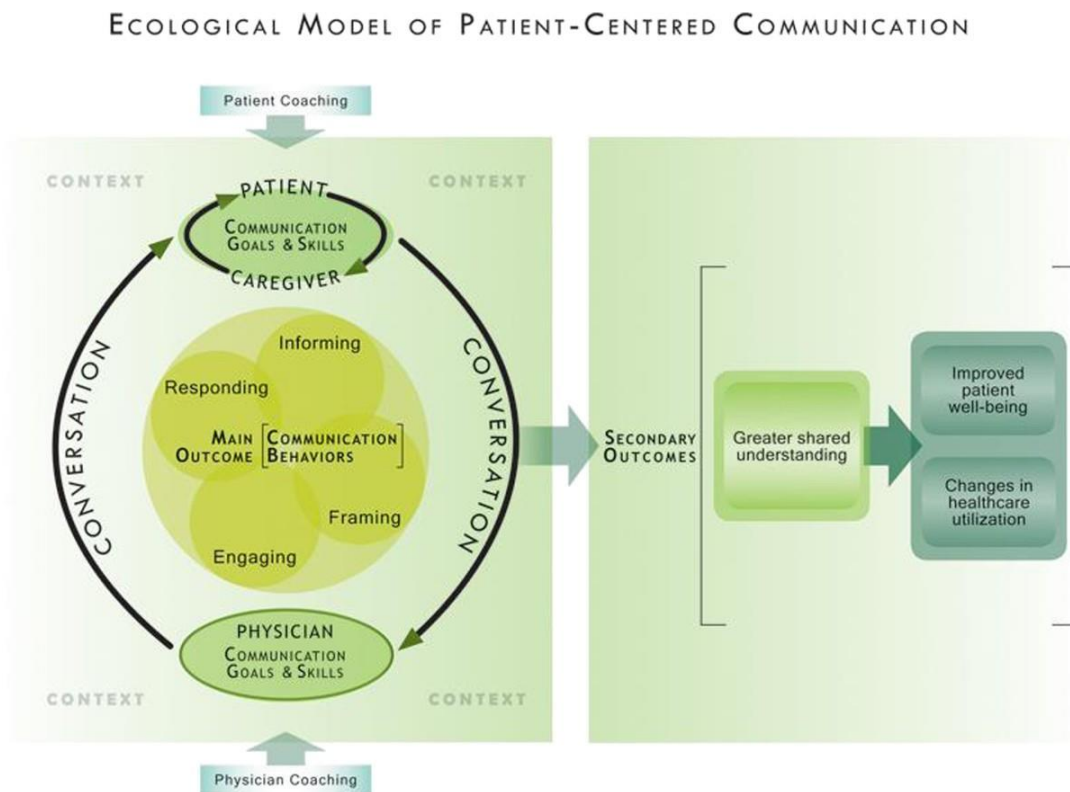 ECOLOGICAL MODEL OF PATIENT-CENTERED COMMUNICATION
Patient Coaching
CONTEXT
CONTEXT
PATIENT
COMMUNICATION
GOALS & SKILLS
CAREGIVER
CONVERSATION
CONVERSATION
Informing
Responding
MAIN
OUTCOME
COMMUNICATION
BEHAVIORS
Framing
Engaging
PHYSICIAN
COMMUNICATION
GOALS & SKILLS
CONTEXT
CONTEXT
Physician Coaching
SECONDARY
OUTCOMES
Greater shared
understanding
Improved
patient
well-being
Changes in
healthcare
utilization